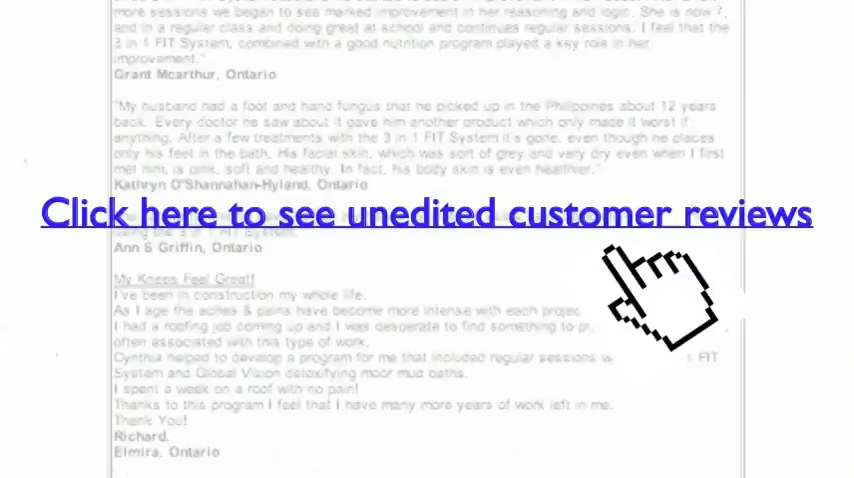 more sessions we began to see marked improvement in her reasoning and logic. She is now 7,
and in a regular class and doing great at school and continues regular sessions. I feel that the
3 in 1 FIT System, combined with a good nutrition program played a key role in her
improvement."
Grant Mcarthur, Ontario
"My husband had a foot and hand fungus that he picked up in the Philippines about 12 years
back. Every doctor he saw about it gave him another product which only made it worst if
anything. After a few treatments with the 3 in 1 FIT System it's gone, even though he places
only his feet in the bath. His facial skin, which was sort of grey and very dry even when I first
met him, is pink, soft and healthy. In fact, his body skin is even healthier."
Kathryn O'Shannahan-Hyland, Ontario
Click here to see unedited customer reviews
using the 3 in 1 FIT System.
Ann S Griffin, Ontario
My Knees Feel Great!
I've been in construction my whole life.
As I age the aches & pains have become more intense with each projec
I had a roofing job coming up and I was desperate to find something to pr
often associated with this type of work.
Cynthia helped to develop a program for me that included regular sessions w FIT
System and Global Vision detoxifying moor mud baths.
I spent a week on a roof with no pain!
Thanks to this program I feel that I have many more years of work left in me.
Thank You!
Richard,
Elmira, Ontario